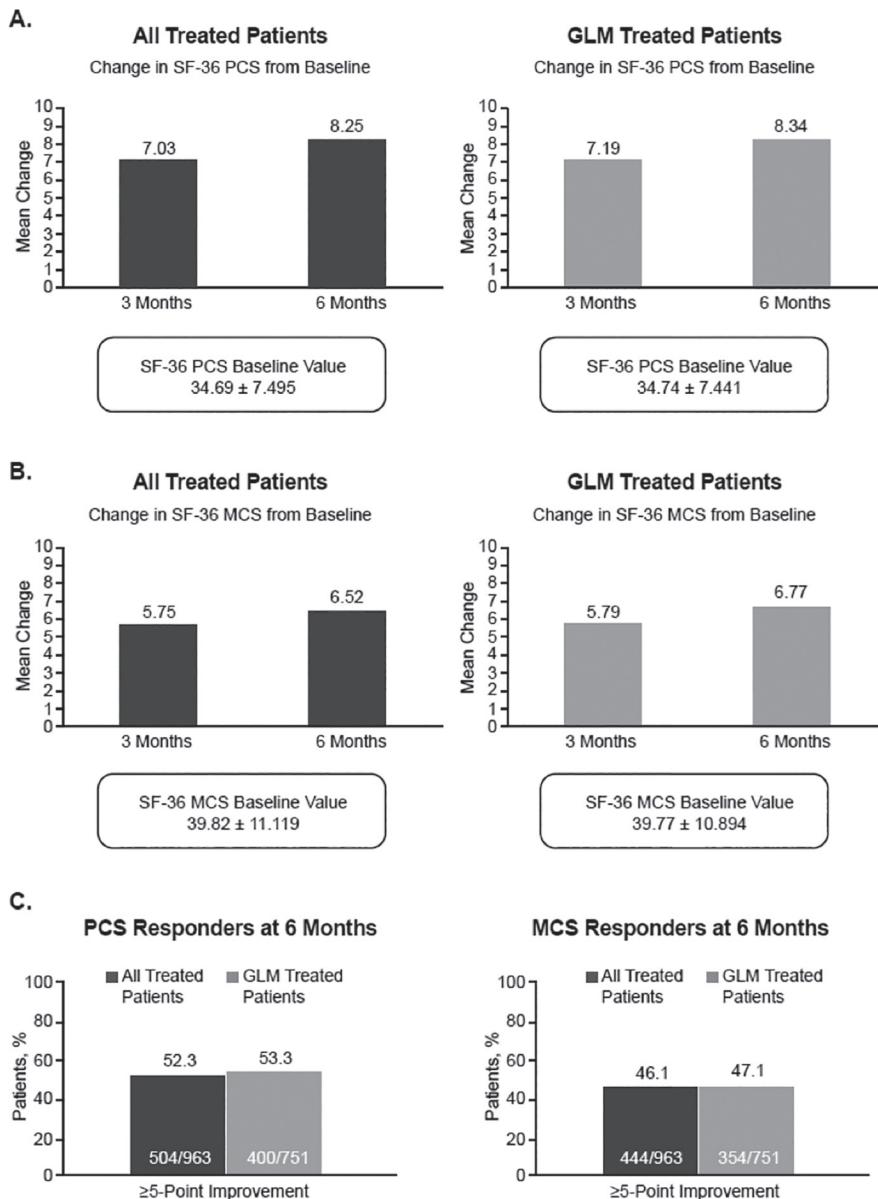 A.
All Treated Patients
Change in SF-36 PCS from Baseline
Mean Change
10
9
8
7
6
5
4
3
2
1
0
7.03
8.25
3 Months
6 Months
SF-36 PCS Baseline Value
34.69 ± 7.495
GLM Treated Patients
Change in SF-36 PCS from Baseline
Mean Change
10
9
8
7
6
5
4
3
2
1
0
7.19
8.34
3 Months
6 Months
SF-36 PCS Baseline Value
34.74 ± 7.441
B.
All Treated Patients
Change in SF-36 MCS from Baseline
Mean Change
10
9
8
7
6
5
4
3
2
1
0
5.75
6.52
3 Months
6 Months
SF-36 MCS Baseline Value
39.82 ± 11.119
GLM Treated Patients
Change in SF-36 MCS from Baseline
Mean Change
10
9
8
7
6
5
4
3
2
1
0
5.79
6.77
3 Months
6 Months
SF-36 MCS Baseline Value
39.77 ± 10.894
C.
PCS Responders at 6 Months
All Treated
Patients
GLM Treated
Patients
Patients, %
100
80
60
40
20
0
52.3
53.3
504/963
400/751
≥5-Point Improvement
MCS Responders at 6 Months
All Treated
Patients
GLM Treated
Patients
Patients, %
100
80
60
40
20
0
46.1
47.1
444/963
354/751
≥5-Point Improvement